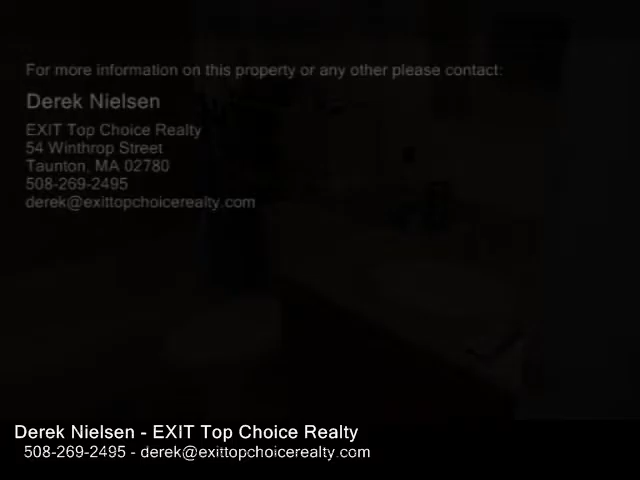 For more information on this property or any other please contact:
Derek Nielsen
EXIT Top Choice Realty
54 Winthrop Street
Taunton, MA 02780
508-269-2495
derek@exittopchoicerealty.com
Derek Nielsen - EXIT Top Choice Realty
508-269-2495 - derek@exittopchoicerealty.com